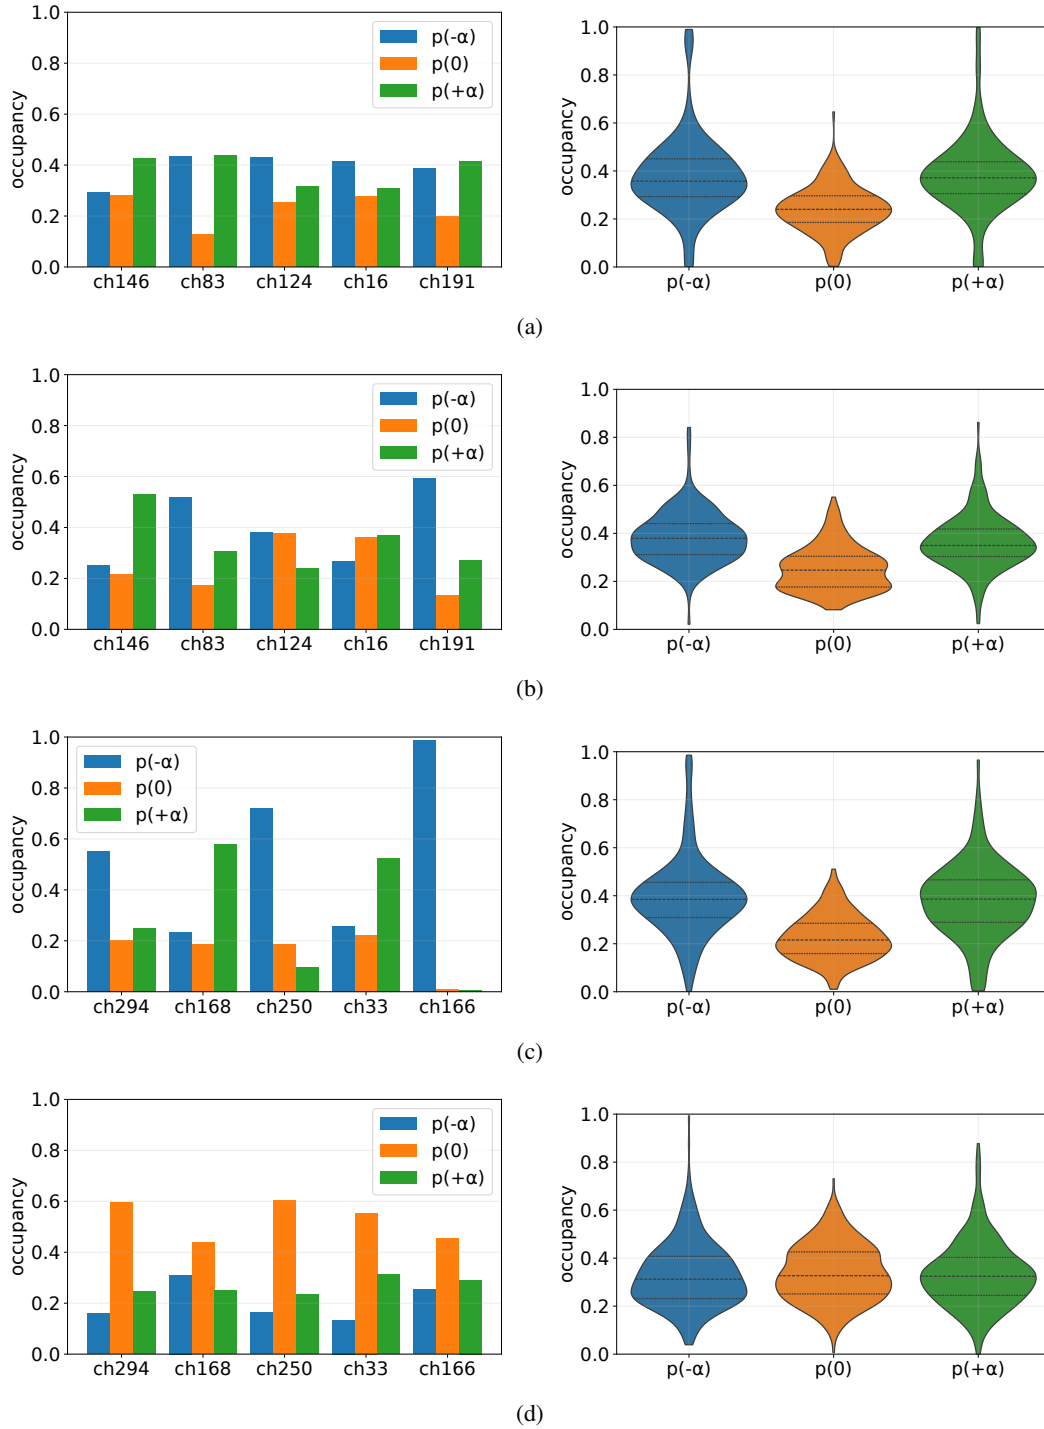 1.0
0.8
0.6
0.4
0.2
0.0
occupancy
p(-α)
p(0)
p(+α)
ch146 ch83 ch124 ch16 ch191
1.0
0.8
0.6
0.4
0.2
0.0
occupancy
p(-α) p(0) p(+α)
(a)
1.0
0.8
0.6
0.4
0.2
0.0
occupancy
p(-α)
p(0)
p(+α)
ch146 ch83 ch124 ch16 ch191
1.0
0.8
0.6
0.4
0.2
0.0
occupancy
p(-α) p(0) p(+α)
(b)
1.0
0.8
0.6
0.4
0.2
0.0
occupancy
p(-α)
p(0)
p(+α)
ch294 ch168 ch250 ch33 ch166
1.0
0.8
0.6
0.4
0.2
0.0
occupancy
p(-α) p(0) p(+α)
(c)
1.0
0.8
0.6
0.4
0.2
0.0
occupancy
p(-α)
p(0)
p(+α)
ch294 ch168 ch250 ch33 ch166
1.0
0.8
0.6
0.4
0.2
0.0
occupancy
p(-α) p(0) p(+α)
(d)